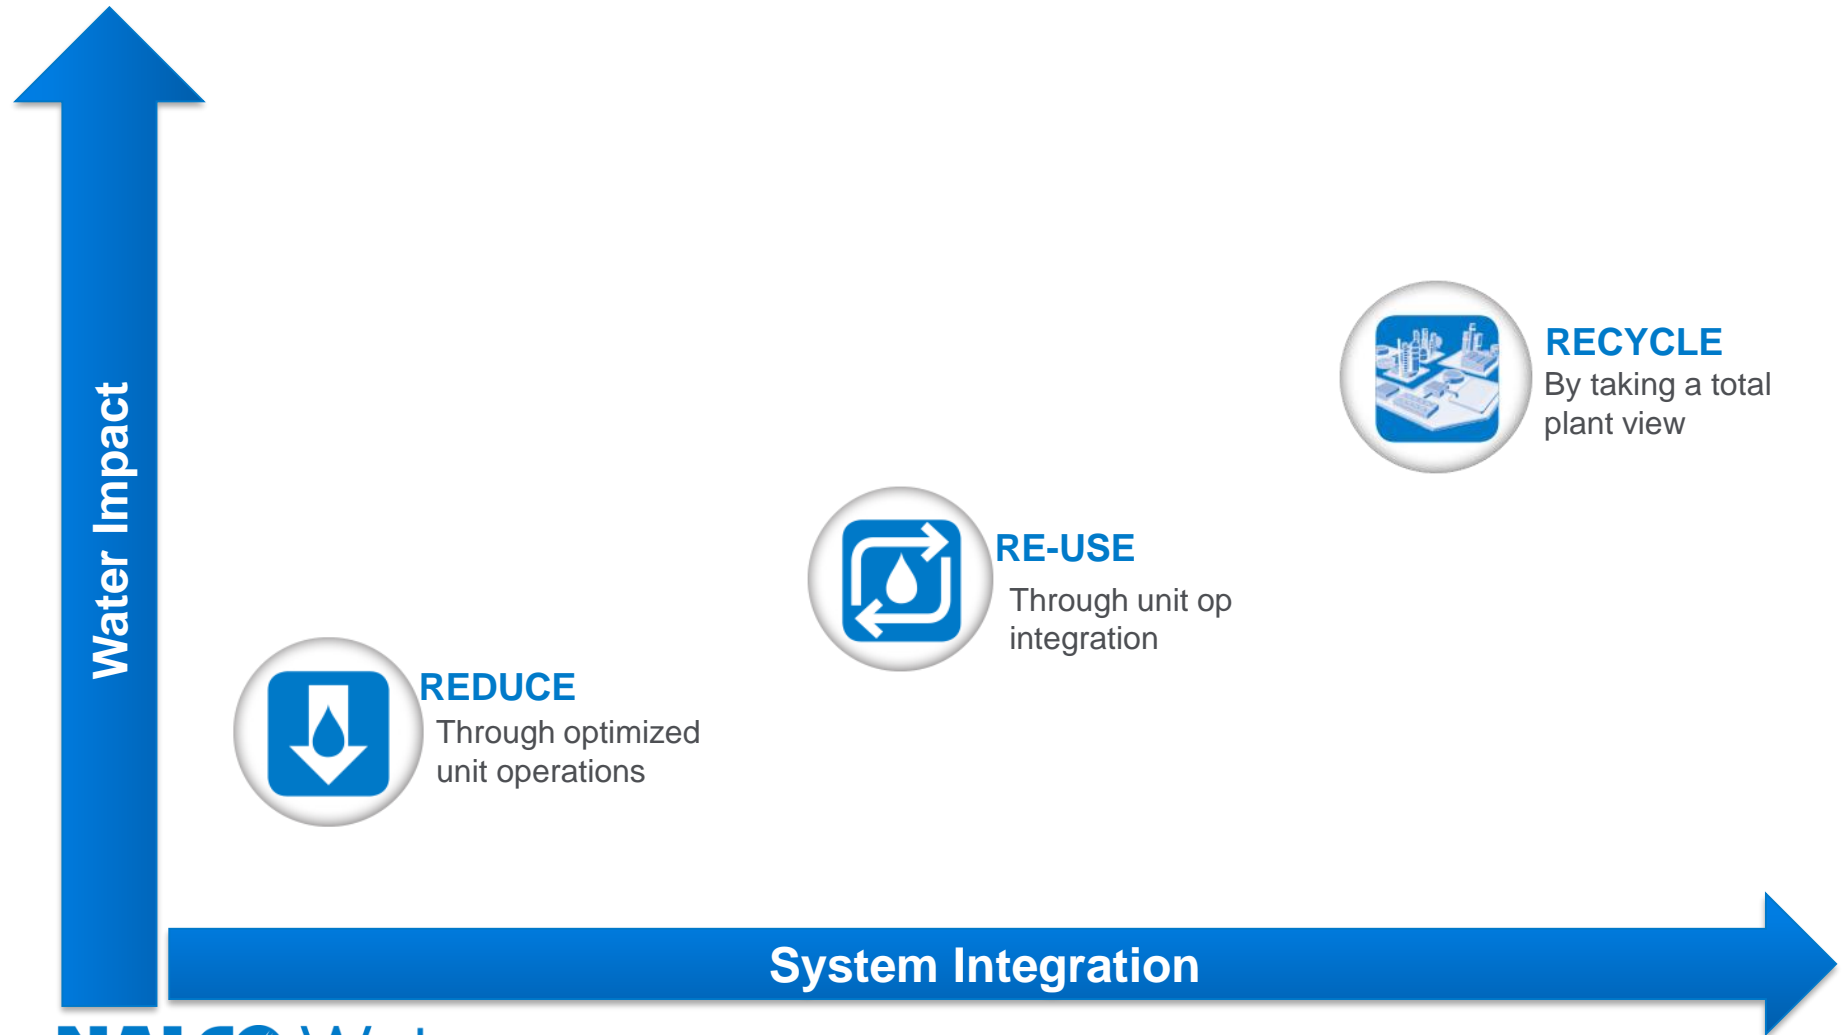 Water Impact
RECYCLE
By taking a total
plant view
RE-USE
Through unit op
integration
REDUCE
Through optimized
unit operations
System Integration